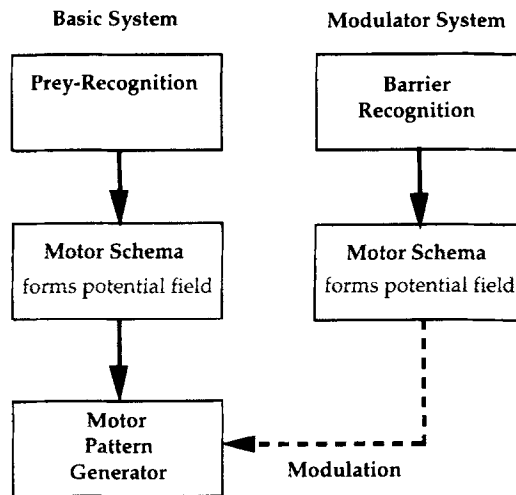 Basic System
Modulator System
Prey-Recognition
Barrier
Recognition
Motor Schema
forms potential field
Motor Schema
forms potential field
Motor
Pattern
Generator
Modulation